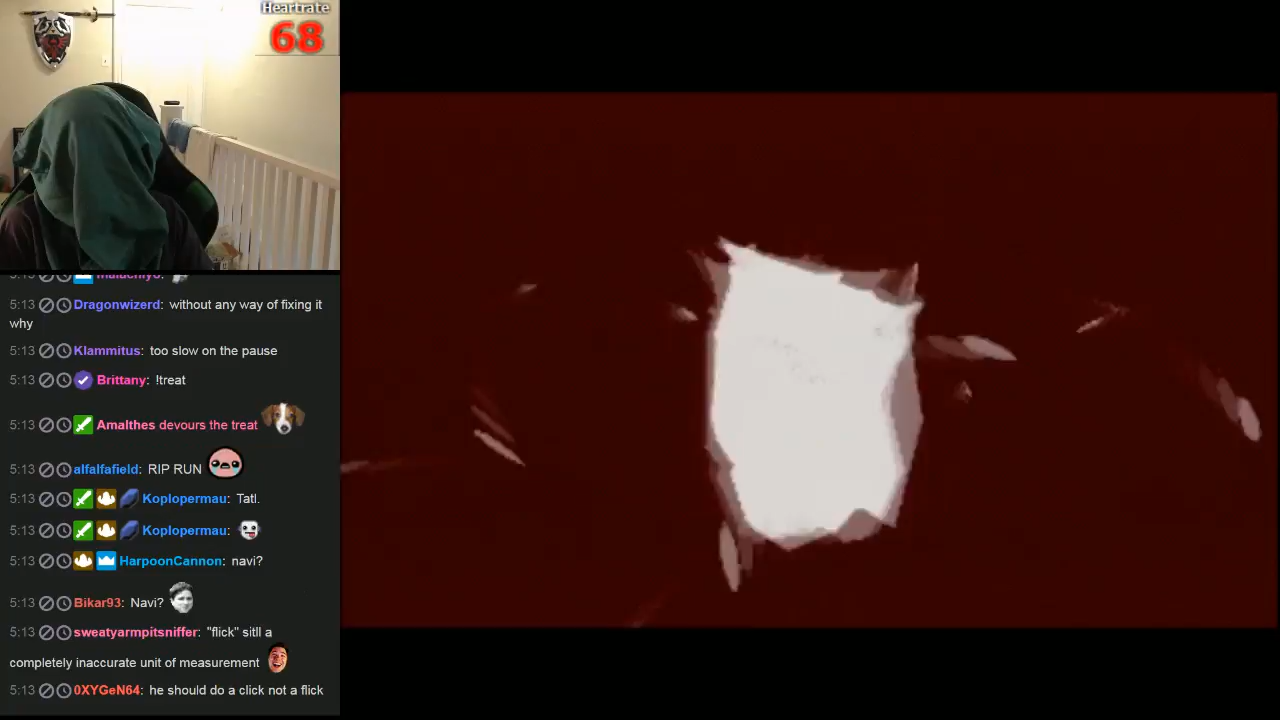 Heartrate
68
5:13 Malachiyo:
5:13 Dragonwizerd: without any way of fixing it
why
5:13 Klammitus: too slow on the pause
5:13 Brittany: !treat
5:13 Amalthes devours the treat
5:13 alfalfafield: RIP RUN
5:13 Koplopermau: Tatl.
5:13 Koplopermau:
5:13 HarpoonCannon: navi?
5:13 Bikar93: Navi?
5:13 sweatyarmpitsniffer: "flick" sitll a
completely inaccurate unit of measurement
5:13 0XYGeN64: he should do a click not a flick